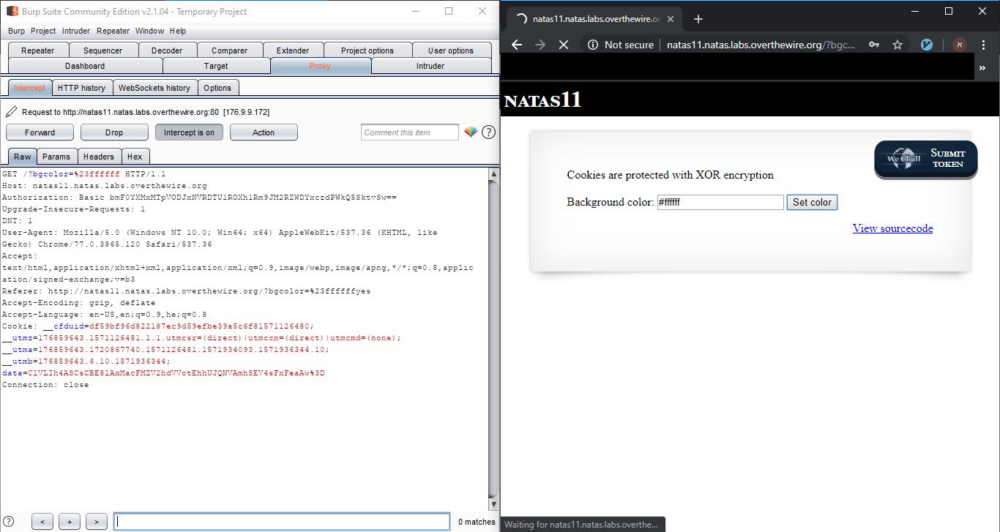 Burp Suite Community Edition v2.1.04 - Temporary Project
Burp Project Intruder Repeater Window Help
Repeater Sequencer Decoder Comparer Extender Project options User options
Dashboard Target Proxy Intruder
Intercept HTTP history WebSockets history Options
Request to http://natas11.natas.labs.overthewire.org:80 [176.9.9.172]
Forward Drop Intercept is on Action Comment this item ?
Raw Params Headers Hex
GET /?bgcolor=%23ffffff HTTP/1.1
Host: natas11.natas.labs.overthewire.org
Authorization: Basic bmF0YXMxMTpVODJxNVRDTUlROXhlRm9JM2RZWDYxczdPWkQ5SktvSw==
Upgrade-Insecure-Requests: 1
DNT: 1
User-Agent: Mozilla/5.0 (Windows NT 10.0; Win64; x64) AppleWebKit/537.36 (KHTML, like
Gecko) Chrome/77.0.3865.120 Safari/537.36
Accept:
text/html,application/xhtml+xml,application/xml;q=0.9,image/webp,image/apng,*/*;q=0.8,applic
ation/signed-exchange;v=b3
Referer: http://natas11.natas.labs.overthewire.org/?bgcolor=%23ffffffyes
Accept-Encoding: gzip, deflate
Accept-Language: en-US,en;q=0.9,he;q=0.8
Cookie: __cfduid=df59bf96d822187ec9d59efbe39a5c6f81571126480;
__utmz=176859643.1571126481.1.1.utmcsr=(direct)|utmccn=(direct)|utmcmd=(none);
__utma=176859643.1720867740.1571126481.1571934093.1571936344.10;
__utmb=176859643.6.10.1571936344;
data=ClVLIh4ASCsCBE8lAxMacFMZV2hdVVotEhhUJQNVAmhSEV4sFxFeaAw%3D
Connection: close
? < + > 0 matches
natas11.natas.labs.overthewire.or
Not secure natas11.natas.labs.overthewire.org/?bgc... א
»
NATAS11
We Chall SUBMIT TOKEN
Cookies are protected with XOR encryption
Background color: #ffffff Set color
View sourcecode
Waiting for natas11.natas.labs.overthe...